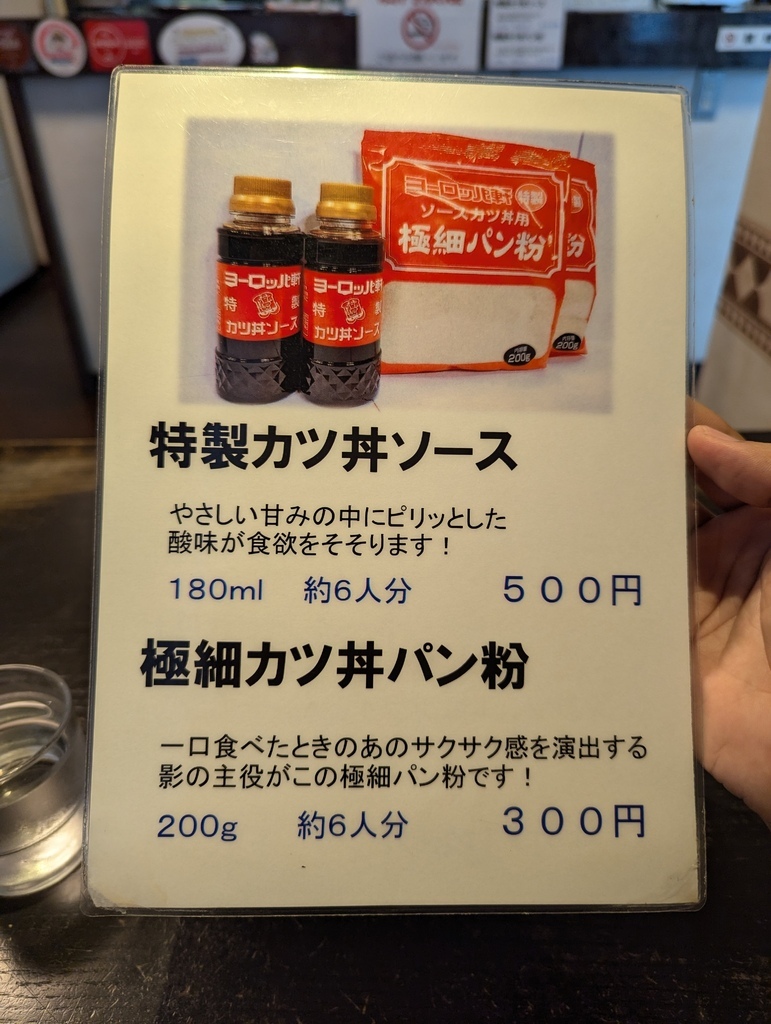 ヨーロッパ軒 特製
ソースカツ丼用
極細パン粉
200g
200g
ヨーロッパ軒
特 製
カツ丼ソース
ヨーロッパ軒
特 製
カツ丼ソース
特製カツ丼ソース
やさしい甘みの中にピリッとした
酸味が食欲をそそります！
180ml 約6人分 ５００円
極細カツ丼パン粉
一口食べたときのあのサクサク感を演出する
影の主役がこの極細パン粉です！
200g 約6人分 ３００円